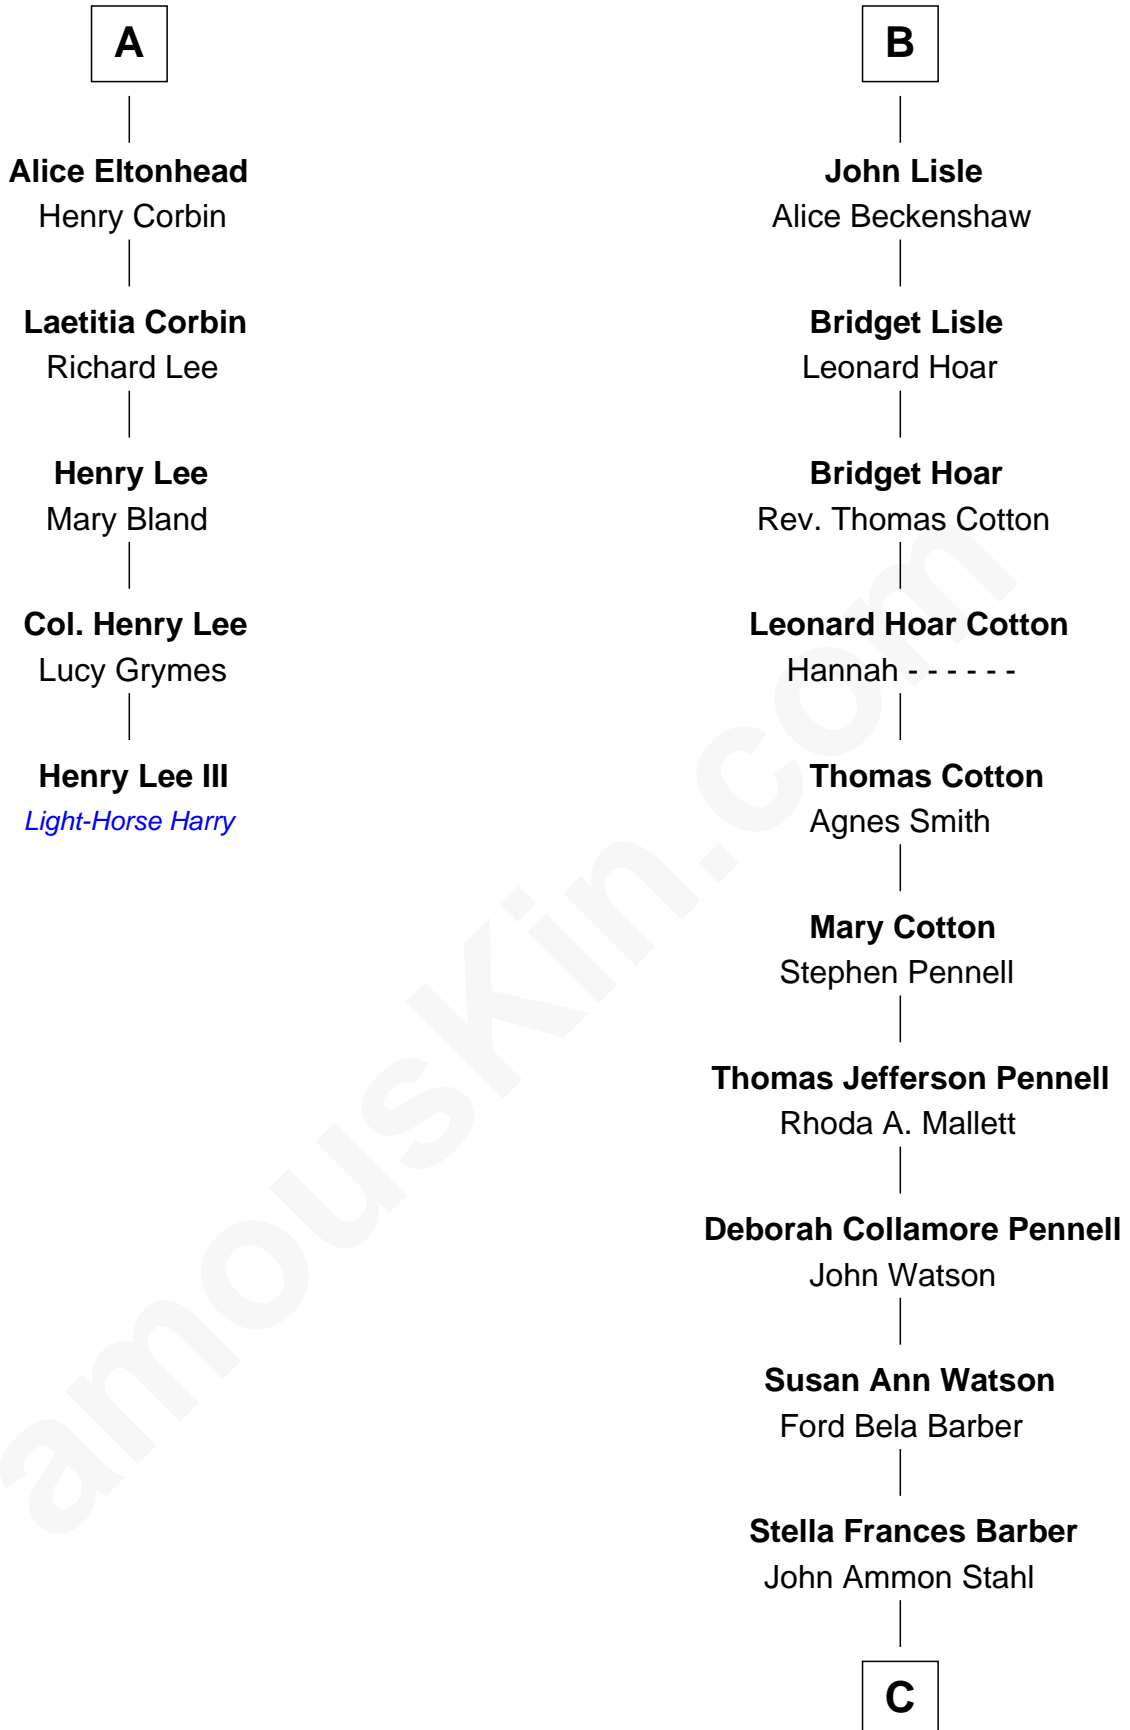 A
Alice Eltonhead
Henry Corbin
Laetitia Corbin
Richard Lee
Henry Lee
Mary Bland
Col. Henry Lee
Lucy Grymes
Henry Lee III
Light-Horse Harry
B
John Lisle
Alice Beckenshaw
Bridget Lisle
Leonard Hoar
Bridget Hoar
Rev. Thomas Cotton
Leonard Hoar Cotton
Hannah - - - - - -
Thomas Cotton
Agnes Smith
Mary Cotton
Stephen Pennell
Thomas Jefferson Pennell
Rhoda A. Mallett
Deborah Collamore Pennell
John Watson
Susan Ann Watson
Ford Bela Barber
Stella Frances Barber
John Ammon Stahl
C
amousKin.com